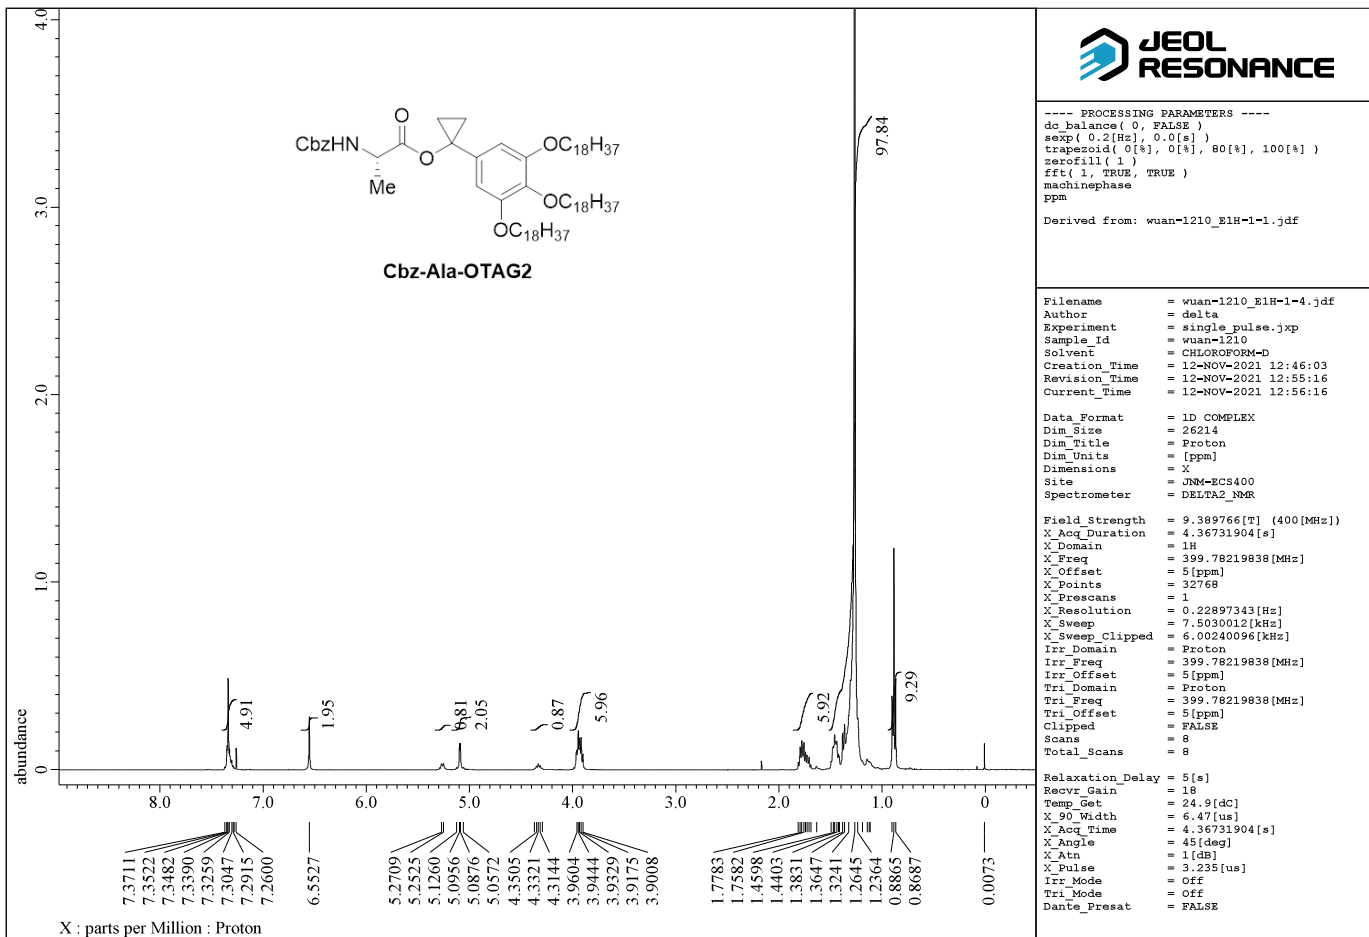 4.0
3.0
2.0
1.0
0
abundance
O
CbzHN
O
Me
OC18H37
OC18H37
OC18H37
Cbz-Ala-OTAG2
4.91
1.95
0.81
2.05
0.87
5.96
5.92
97.84
9.29
8.0 7.0 6.0 5.0 4.0 3.0 2.0 1.0 0
7.3711
7.3522
7.3482
7.3390
7.3259
7.3047
7.2915
7.2600
6.5527
5.2709
5.2525
5.1260
5.0956
5.0876
5.0572
4.3505
4.3321
4.3144
3.9604
3.9444
3.9329
3.9175
3.9008
1.7783
1.7582
1.4598
1.4403
1.3831
1.3647
1.3241
1.2645
1.2364
0.8865
0.8687
0.0073
X : parts per Million : Proton
JEOL
RESONANCE
---- PROCESSING PARAMETERS ----
dc_balance( 0, FALSE )
sexp( 0.2[Hz], 0.0[s] )
trapezoid( 0[%], 0[%], 80[%], 100[%] )
zerofill( 1 )
fft( 1, TRUE, TRUE )
machinephase
ppm
Derived from: wuan-1210_E1H-1-1.jdf
Filename = wuan-1210_E1H-1-4.jdf
Author = delta
Experiment = single_pulse.jxp
Sample_Id = wuan-1210
Solvent = CHLOROFORM-D
Creation_Time = 12-NOV-2021 12:46:03
Revision_Time = 12-NOV-2021 12:55:16
Current_Time = 12-NOV-2021 12:56:16
Data_Format = 1D COMPLEX
Dim_Size = 26214
Dim_Title = Proton
Dim_Units = [ppm]
Dimensions = X
Site = JNM-ECS400
Spectrometer = DELTA2_NMR
Field_Strength = 9.389766[T] (400[MHz])
X_Acq_Duration = 4.36731904[s]
X_Domain = 1H
X_Freq = 399.78219838[MHz]
X_Offset = 5[ppm]
X_Points = 32768
X_Prescans = 1
X_Resolution = 0.22897343[Hz]
X_Sweep = 7.5030012[kHz]
X_Sweep_Clipped = 6.00240096[kHz]
Irr_Domain = Proton
Irr_Freq = 399.78219838[MHz]
Irr_Offset = 5[ppm]
Tri_Domain = Proton
Tri_Freq = 399.78219838[MHz]
Tri_Offset = 5[ppm]
Clipped = FALSE
Scans = 8
Total_Scans = 8
Relaxation_Delay = 5[s]
Recvr_Gain = 18
Temp_Get = 24.9[dC]
X_90_Width = 6.47[us]
X_Acq_Time = 4.36731904[s]
X_Angle = 45[deg]
X_Atn = 1[dB]
X_Pulse = 3.235[us]
Irr_Mode = Off
Tri_Mode = Off
Dante_Presat = FALSE